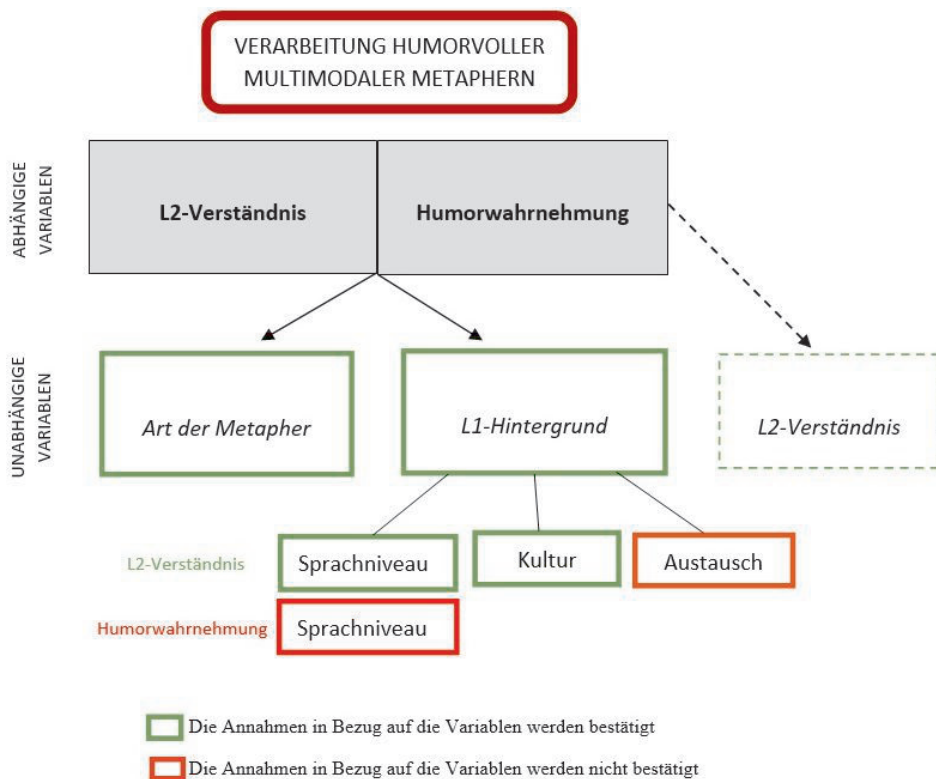 VERARBEITUNG HUMORVOLLER
MULTIMODALER METAPHERN
ABHÄNGIGE
VARIABLEN
L2-Verständnis
Humorwahrnehmung
UNABHÄNGIGE
VARIABLEN
Art der Metapher
L1-Hintergrund
L2-Verständnis
L2-Verständnis
Sprachniveau
Kultur
Austausch
Humorwahrnehmung
Sprachniveau
Die Annahmen in Bezug auf die Variablen werden bestätigt
Die Annahmen in Bezug auf die Variablen werden nicht bestätigt